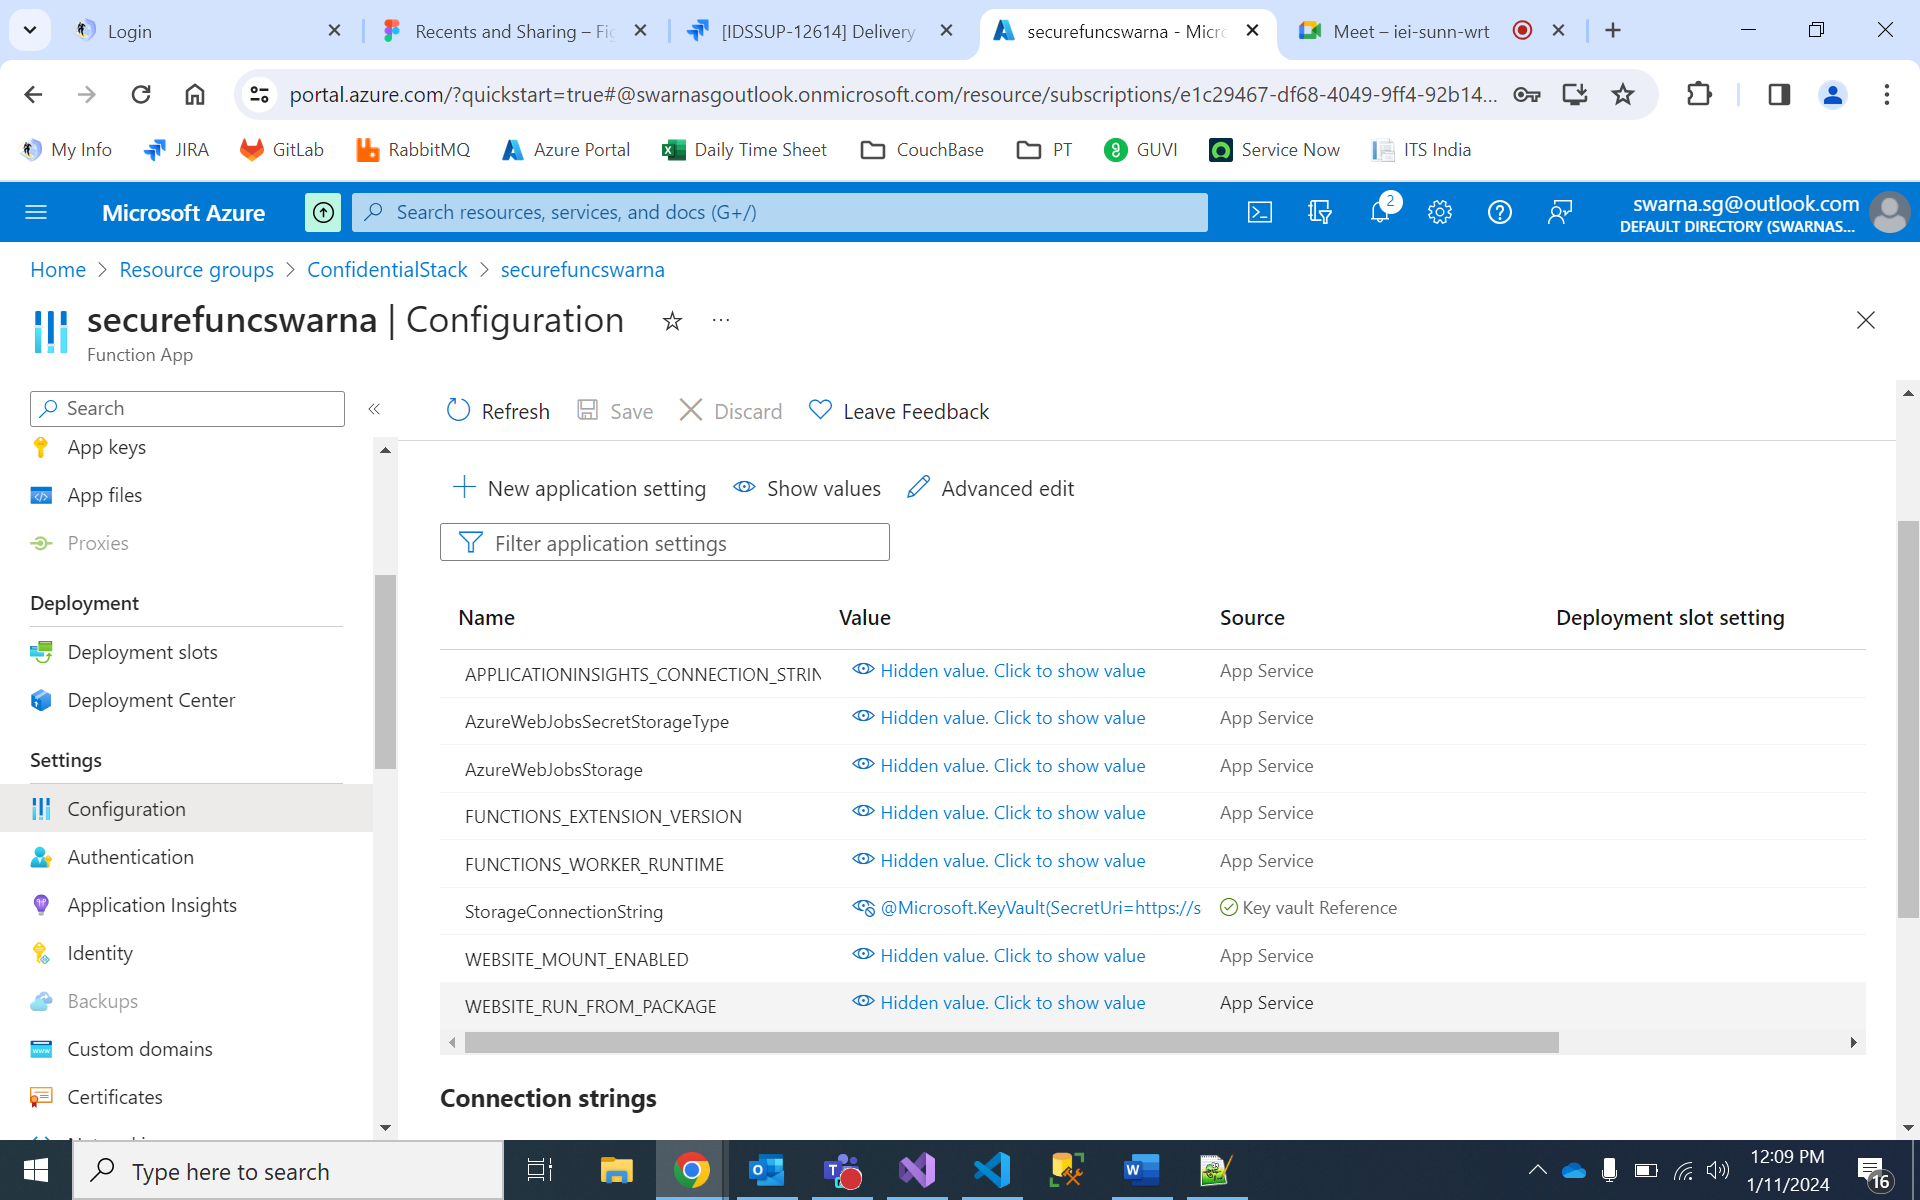 Login
Recents and Sharing – Fig
[IDSSUP-12614] Delivery
securefuncswarna - Micro
Meet – iei-sunn-wrt
portal.azure.com/?quickstart=true#@swarnasgoutlook.onmicrosoft.com/resource/subscriptions/e1c29467-df68-4049-9ff4-92b14...
My Info
JIRA
GitLab
RabbitMQ
Azure Portal
Daily Time Sheet
CouchBase
PT
GUVI
Service Now
ITS India
Microsoft Azure
Search resources, services, and docs (G+/)
2
swarna.sg@outlook.com
DEFAULT DIRECTORY (SWARNAS...
Home > Resource groups > ConfidentialStack > securefuncswarna
securefuncswarna | Configuration
Function App
Search
Refresh
Save
Discard
Leave Feedback
App keys
App files
Proxies
Deployment
Deployment slots
Deployment Center
Settings
Configuration
Authentication
Application Insights
Identity
Backups
Custom domains
Certificates
New application setting
Show values
Advanced edit
Filter application settings
Name Value Source Deployment slot setting
APPLICATIONINSIGHTS_CONNECTION_STRIN Hidden value. Click to show value App Service
AzureWebJobsSecretStorageType Hidden value. Click to show value App Service
AzureWebJobsStorage Hidden value. Click to show value App Service
FUNCTIONS_EXTENSION_VERSION Hidden value. Click to show value App Service
FUNCTIONS_WORKER_RUNTIME Hidden value. Click to show value App Service
StorageConnectionString @Microsoft.KeyVault(SecretUri=https://s Key vault Reference
WEBSITE_MOUNT_ENABLED Hidden value. Click to show value App Service
WEBSITE_RUN_FROM_PACKAGE Hidden value. Click to show value App Service
Connection strings
Type here to search
12:09 PM
1/11/2024
16